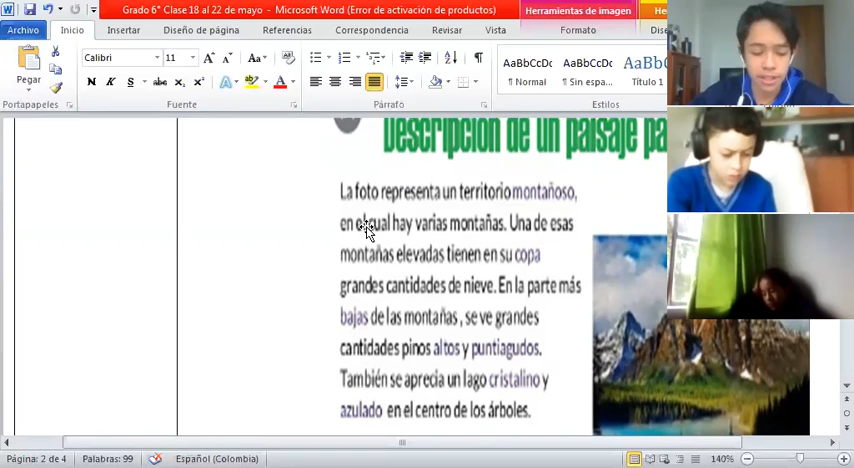 Grado 6° Clase 18 al 22 de mayo - Microsoft Word (Error de activación de productos)
Herramientas de imagen
Archivo Inicio Insertar Diseño de página Referencias Correspondencia Revisar Vista Formato
Pegar
Calibri 11
AaBbCcDc AaBbCcDc AaBbC
¶ Normal ¶ Sin espa... Título 1
Portapapeles Fuente Párrafo Estilos
Descripción de un paisaje pa
La foto representa un territorio montañoso,
en el cual hay varias montañas. Una de esas
montañas elevadas tienen en su copa
grandes cantidades de nieve. En la parte más
bajas de las montañas , se ve grandes
cantidades pinos altos y puntiagudos.
También se aprecia un lago cristalino y
azulado en el centro de los árboles.
Página: 2 de 4 Palabras: 99 Español (Colombia) 140%